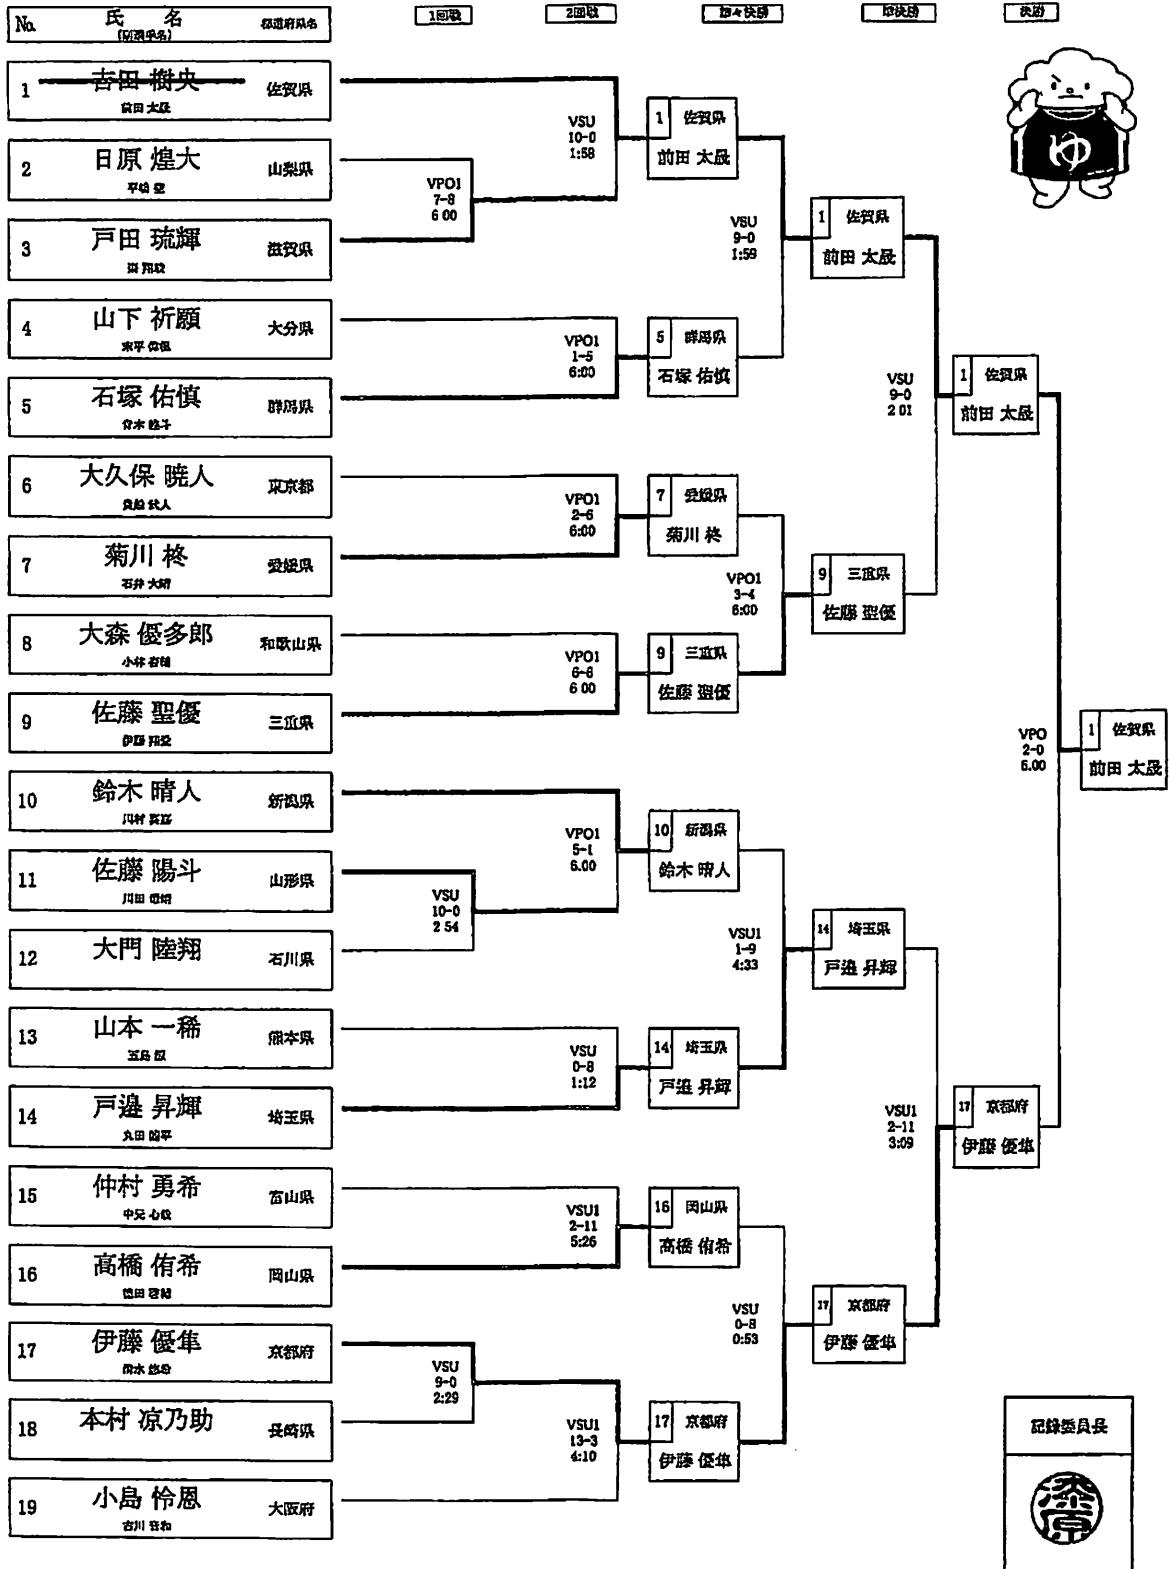 No. 氏 名 都道府県名
1回戦 2回戦 準々決勝 準決勝 決勝
1 吉田 樹央 佐賀県
前田 太晟
2 日原 煌大 山梨県
3 戸田 琉輝 滋賀県
4 山下 祈願 大分県
5 石塚 佑慎 群馬県
6 大久保 暁人 東京都
7 菊川 柊 愛媛県
8 大森 優多郎 和歌山県
9 佐藤 聖優 三重県
10 鈴木 晴人 新潟県
11 佐藤 陽斗 山形県
12 大門 陸翔 石川県
13 山本 一稀 熊本県
14 戸邉 昇輝 埼玉県
15 仲村 勇希 富山県
16 高橋 侑希 岡山県
17 伊藤 優隼 京都府
18 本村 凉乃助 長崎県
19 小島 怜恩 大阪府
VPO1
7-8
6 00
VSU
10-0
2 54
VSU
9-0
2:29
VSU
10-0
1:58
VPO1
1-5
6:00
VPO1
2-6
6:00
VPO1
6-6
6 00
VPO1
5-1
6.00
VSU
0-8
1:12
VSU1
2-11
5:26
VSU1
13-3
4:10
1 佐賀県
前田 太晟
5 群馬県
石塚 佑慎
7 愛媛県
菊川 柊
9 三重県
佐藤 聖優
10 新潟県
鈴木 晴人
14 埼玉県
戸邉 昇輝
16 岡山県
高橋 侑希
17 京都府
伊藤 優隼
VSU
9-0
1:59
VPO1
3-4
6:00
VSU1
1-9
4:33
VSU
0-8
0:53
1 佐賀県
前田 太晟
9 三重県
佐藤 聖優
14 埼玉県
戸邉 昇輝
17 京都府
伊藤 優隼
VSU
9-0
2 01
VSU1
2-11
3:09
1 佐賀県
前田 太晟
17 京都府
伊藤 優隼
VPO
2-0
6.00
1 佐賀県
前田 太晟
ゆ
記録委員長
漆原